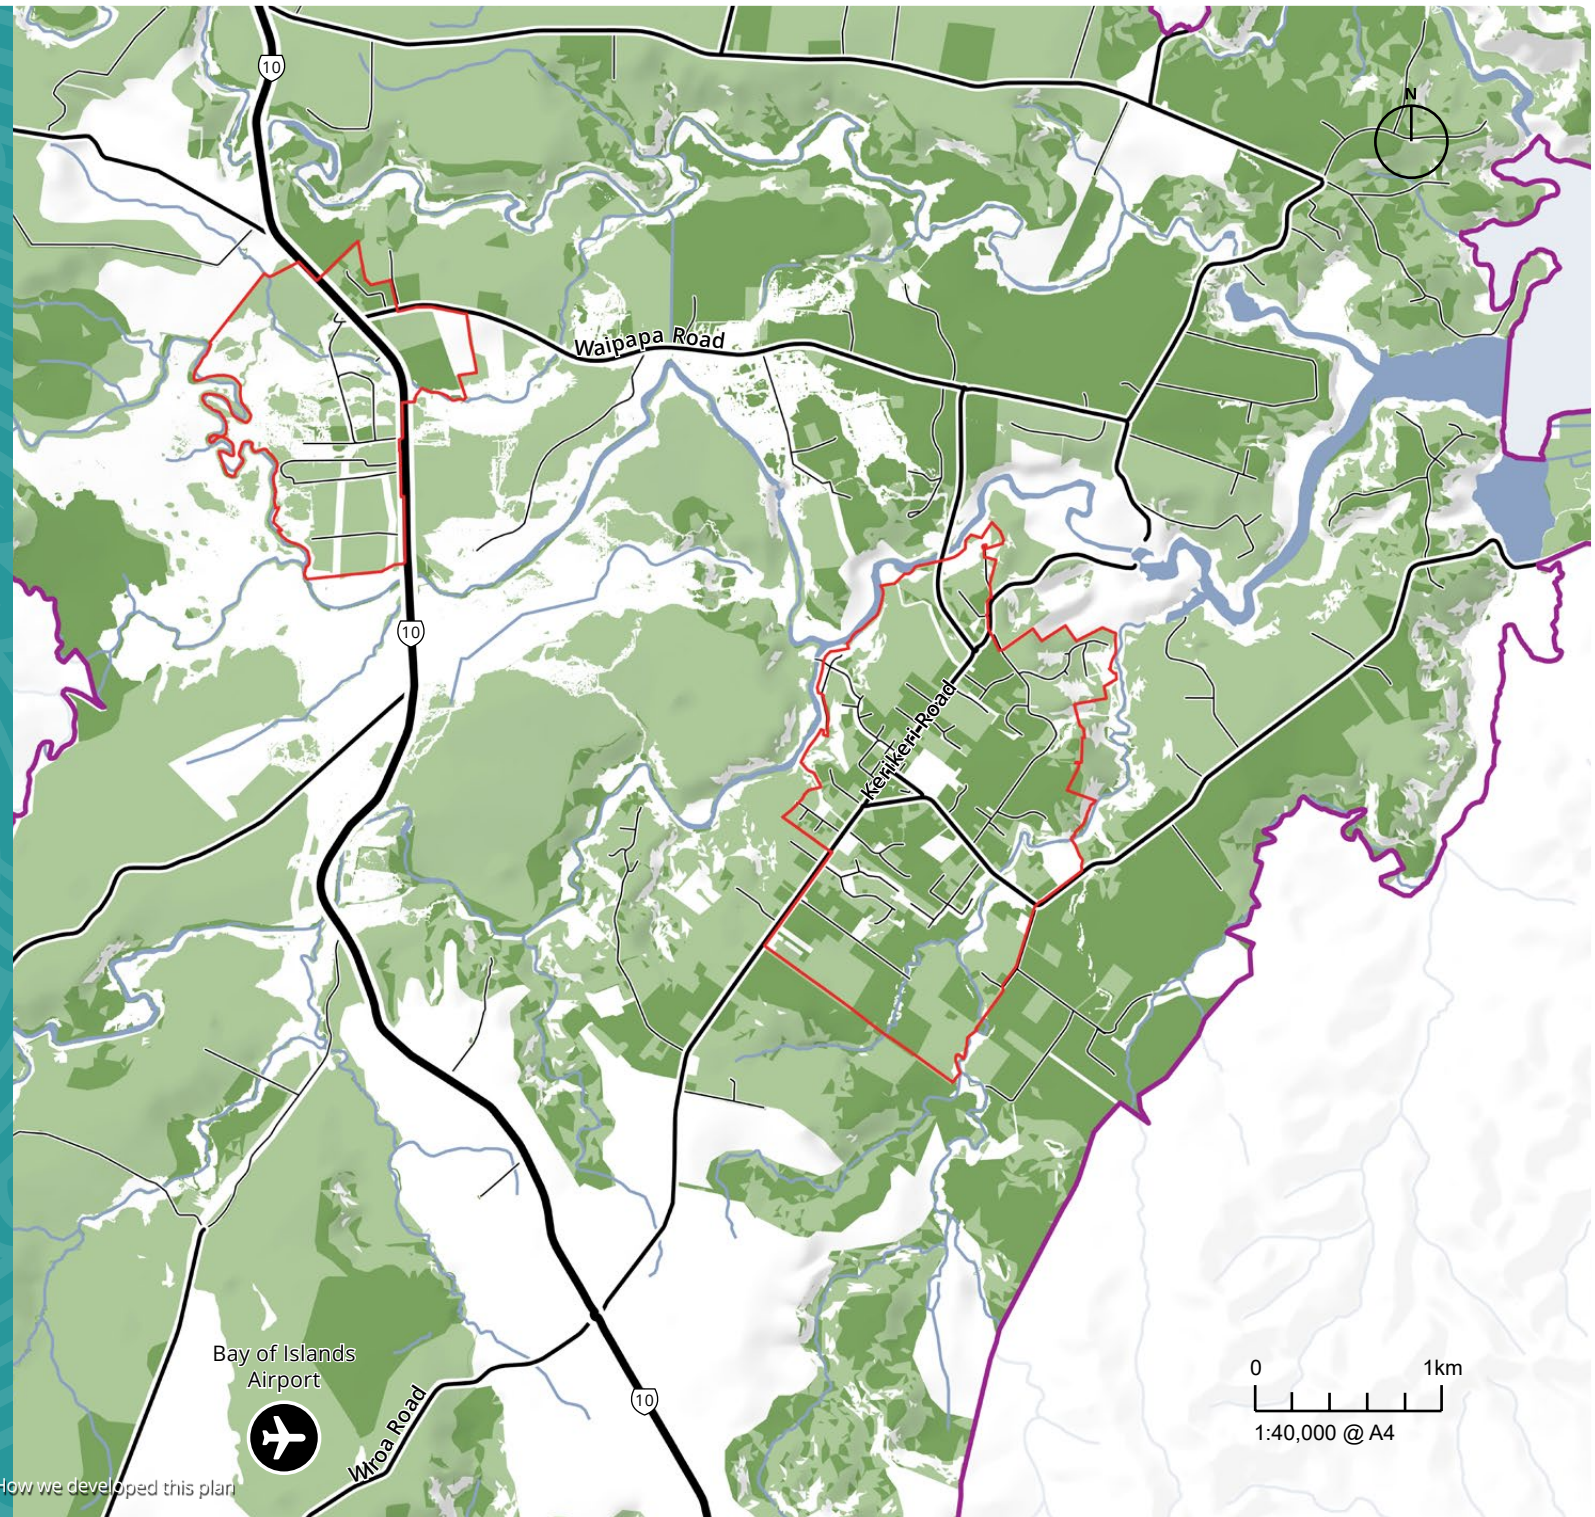 10
N
Waipapa Road
10
Kerikeri Road
Bay of Islands
Airport
Wiroa Road
10
0 1km
1:40,000 @ A4
How we developed this plan